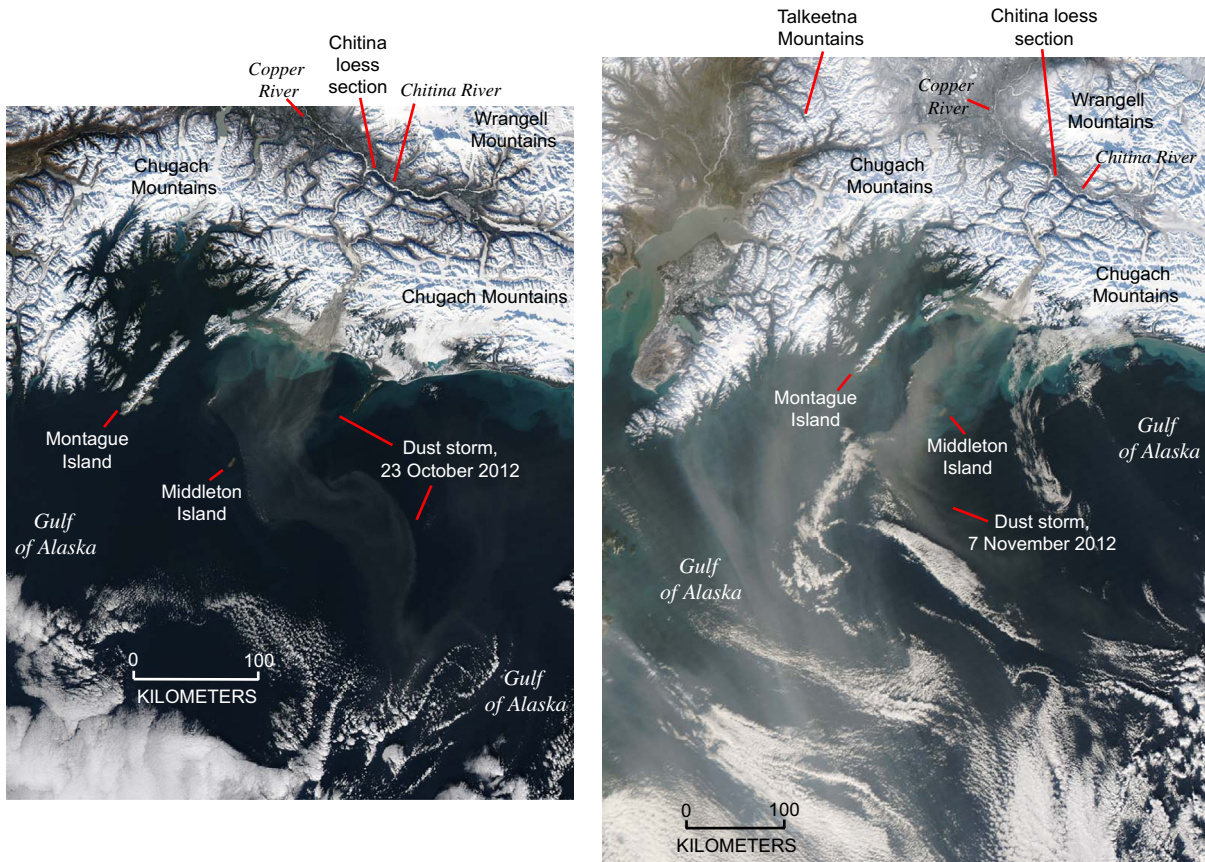 Chitina
loess
section
Copper
River
Chitina River
Wrangell
Mountains
Chugach
Mountains
Chugach Mountains
Montague
Island
Middleton
Island
Dust storm,
23 October 2012
Gulf
of Alaska
0 100
KILOMETERS
Gulf
of Alaska
Talkeetna
Mountains
Chitina loess
section
Copper
River
Wrangell
Mountains
Chitina River
Chugach
Mountains
Chugach
Mountains
Montague
Island
Middleton
Island
Gulf
of Alaska
Dust storm,
7 November 2012
Gulf
of Alaska
0 100
KILOMETERS